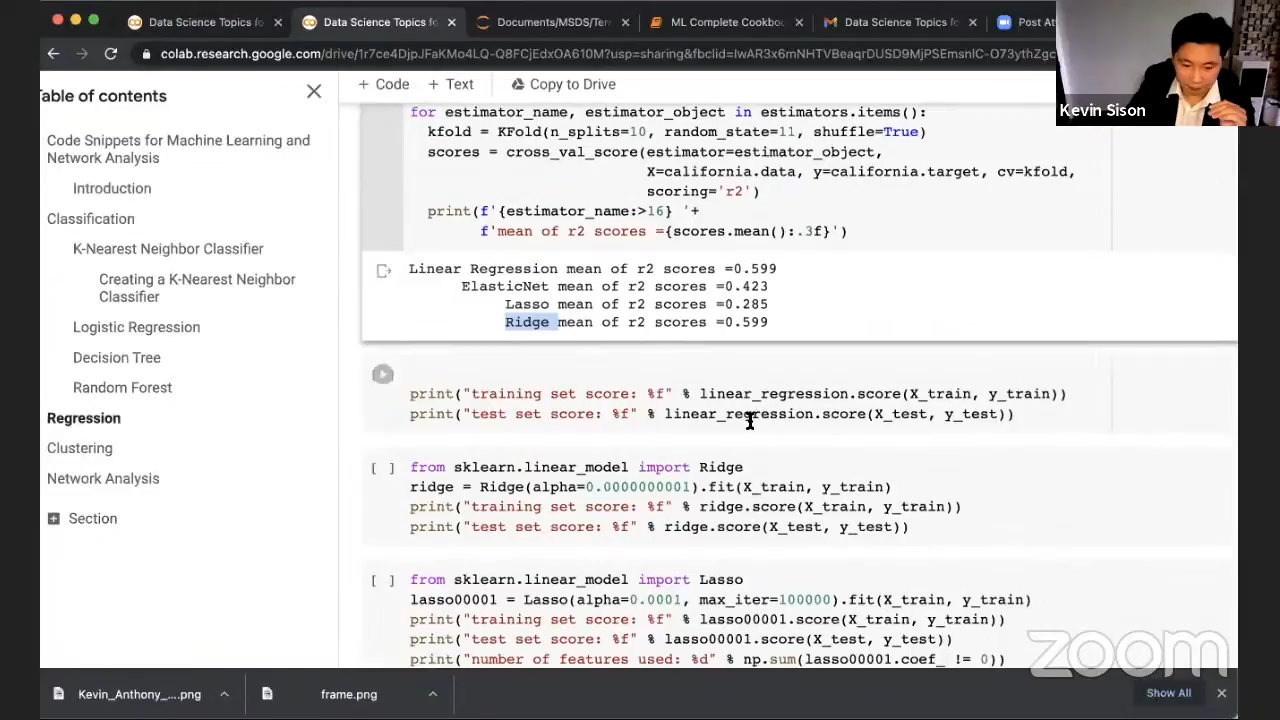 Data Science Topics fo
Data Science Topics fo
Documents/MSDS/Ter
ML Complete Cookbo
Data Science Topics fo
Post At
colab.research.google.com/drive/1r7ce4DjpJFaKMo4LQ-Q8FCjEdxOA610M?usp=sharing&fbclid=IwAR3x6mNHTVBeaqrDUSD9MjPSEmsnlC-O73ythZgc
Kevin Sison
Table of contents
Code Snippets for Machine Learning and
Network Analysis
Introduction
Classification
K-Nearest Neighbor Classifier
Creating a K-Nearest Neighbor
Classifier
Logistic Regression
Decision Tree
Random Forest
Regression
Clustering
Network Analysis
Section
+ Code + Text Copy to Drive
for estimator_name, estimator_object in estimators.items():
kfold = KFold(n_splits=10, random_state=11, shuffle=True)
scores = cross_val_score(estimator=estimator_object,
X=california.data, y=california.target, cv=kfold,
scoring='r2')
print(f'{estimator_name:>16} '+
f'mean of r2 scores ={scores.mean():.3f}')
Linear Regression mean of r2 scores =0.599
ElasticNet mean of r2 scores =0.423
Lasso mean of r2 scores =0.285
Ridge mean of r2 scores =0.599
print("training set score: %f" % linear_regression.score(X_train, y_train))
print("test set score: %f" % linear_regression.score(X_test, y_test))
[ ] from sklearn.linear_model import Ridge
ridge = Ridge(alpha=0.0000000001).fit(X_train, y_train)
print("training set score: %f" % ridge.score(X_train, y_train))
print("test set score: %f" % ridge.score(X_test, y_test))
[ ] from sklearn.linear_model import Lasso
lasso00001 = Lasso(alpha=0.0001, max_iter=100000).fit(X_train, y_train)
print("training set score: %f" % lasso00001.score(X_train, y_train))
print("test set score: %f" % lasso00001.score(X_test, y_test))
print("number of features used: %d" % np.sum(lasso00001.coef_ != 0))
zoom
Kevin_Anthony_....png
frame.png
Show All